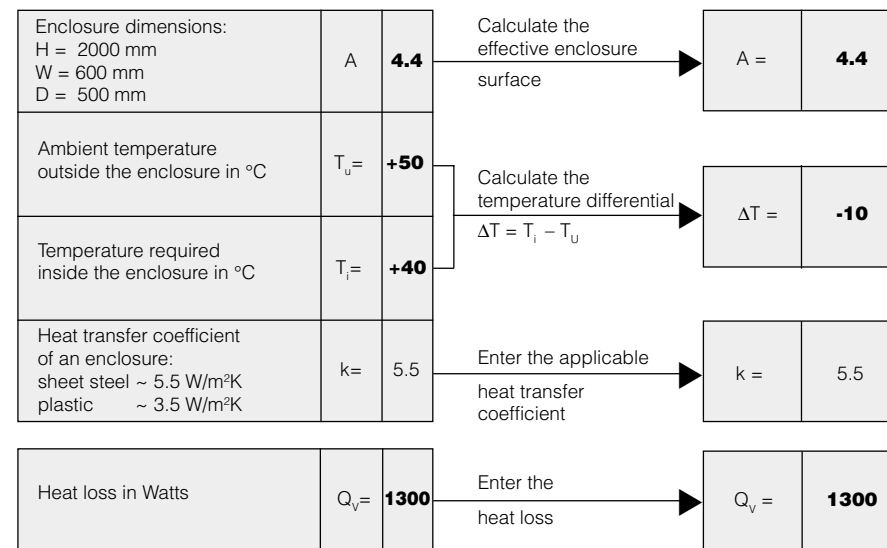 Enclosure dimensions:
H = 2000 mm
W = 600 mm
D = 500 mm
A
4.4
Calculate the
effective enclosure
surface
A =
4.4
Ambient temperature
outside the enclosure in °C
Tᵤ=
+50
Temperature required
inside the enclosure in °C
Tᵢ=
+40
Calculate the
temperature differential
ΔT = Tᵢ – T_U
ΔT =
-10
Heat transfer coefficient
of an enclosure:
sheet steel ~ 5.5 W/m²K
plastic ~ 3.5 W/m²K
k=
5.5
Enter the applicable
heat transfer
coefficient
k =
5.5
Heat loss in Watts
Q_V=
1300
Enter the
heat loss
Q_V =
1300